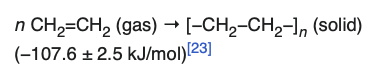 n CH₂=CH₂ (gas) → [−CH₂−CH₂−]ₙ (solid)
(−107.6 ± 2.5 kJ/mol)[23]